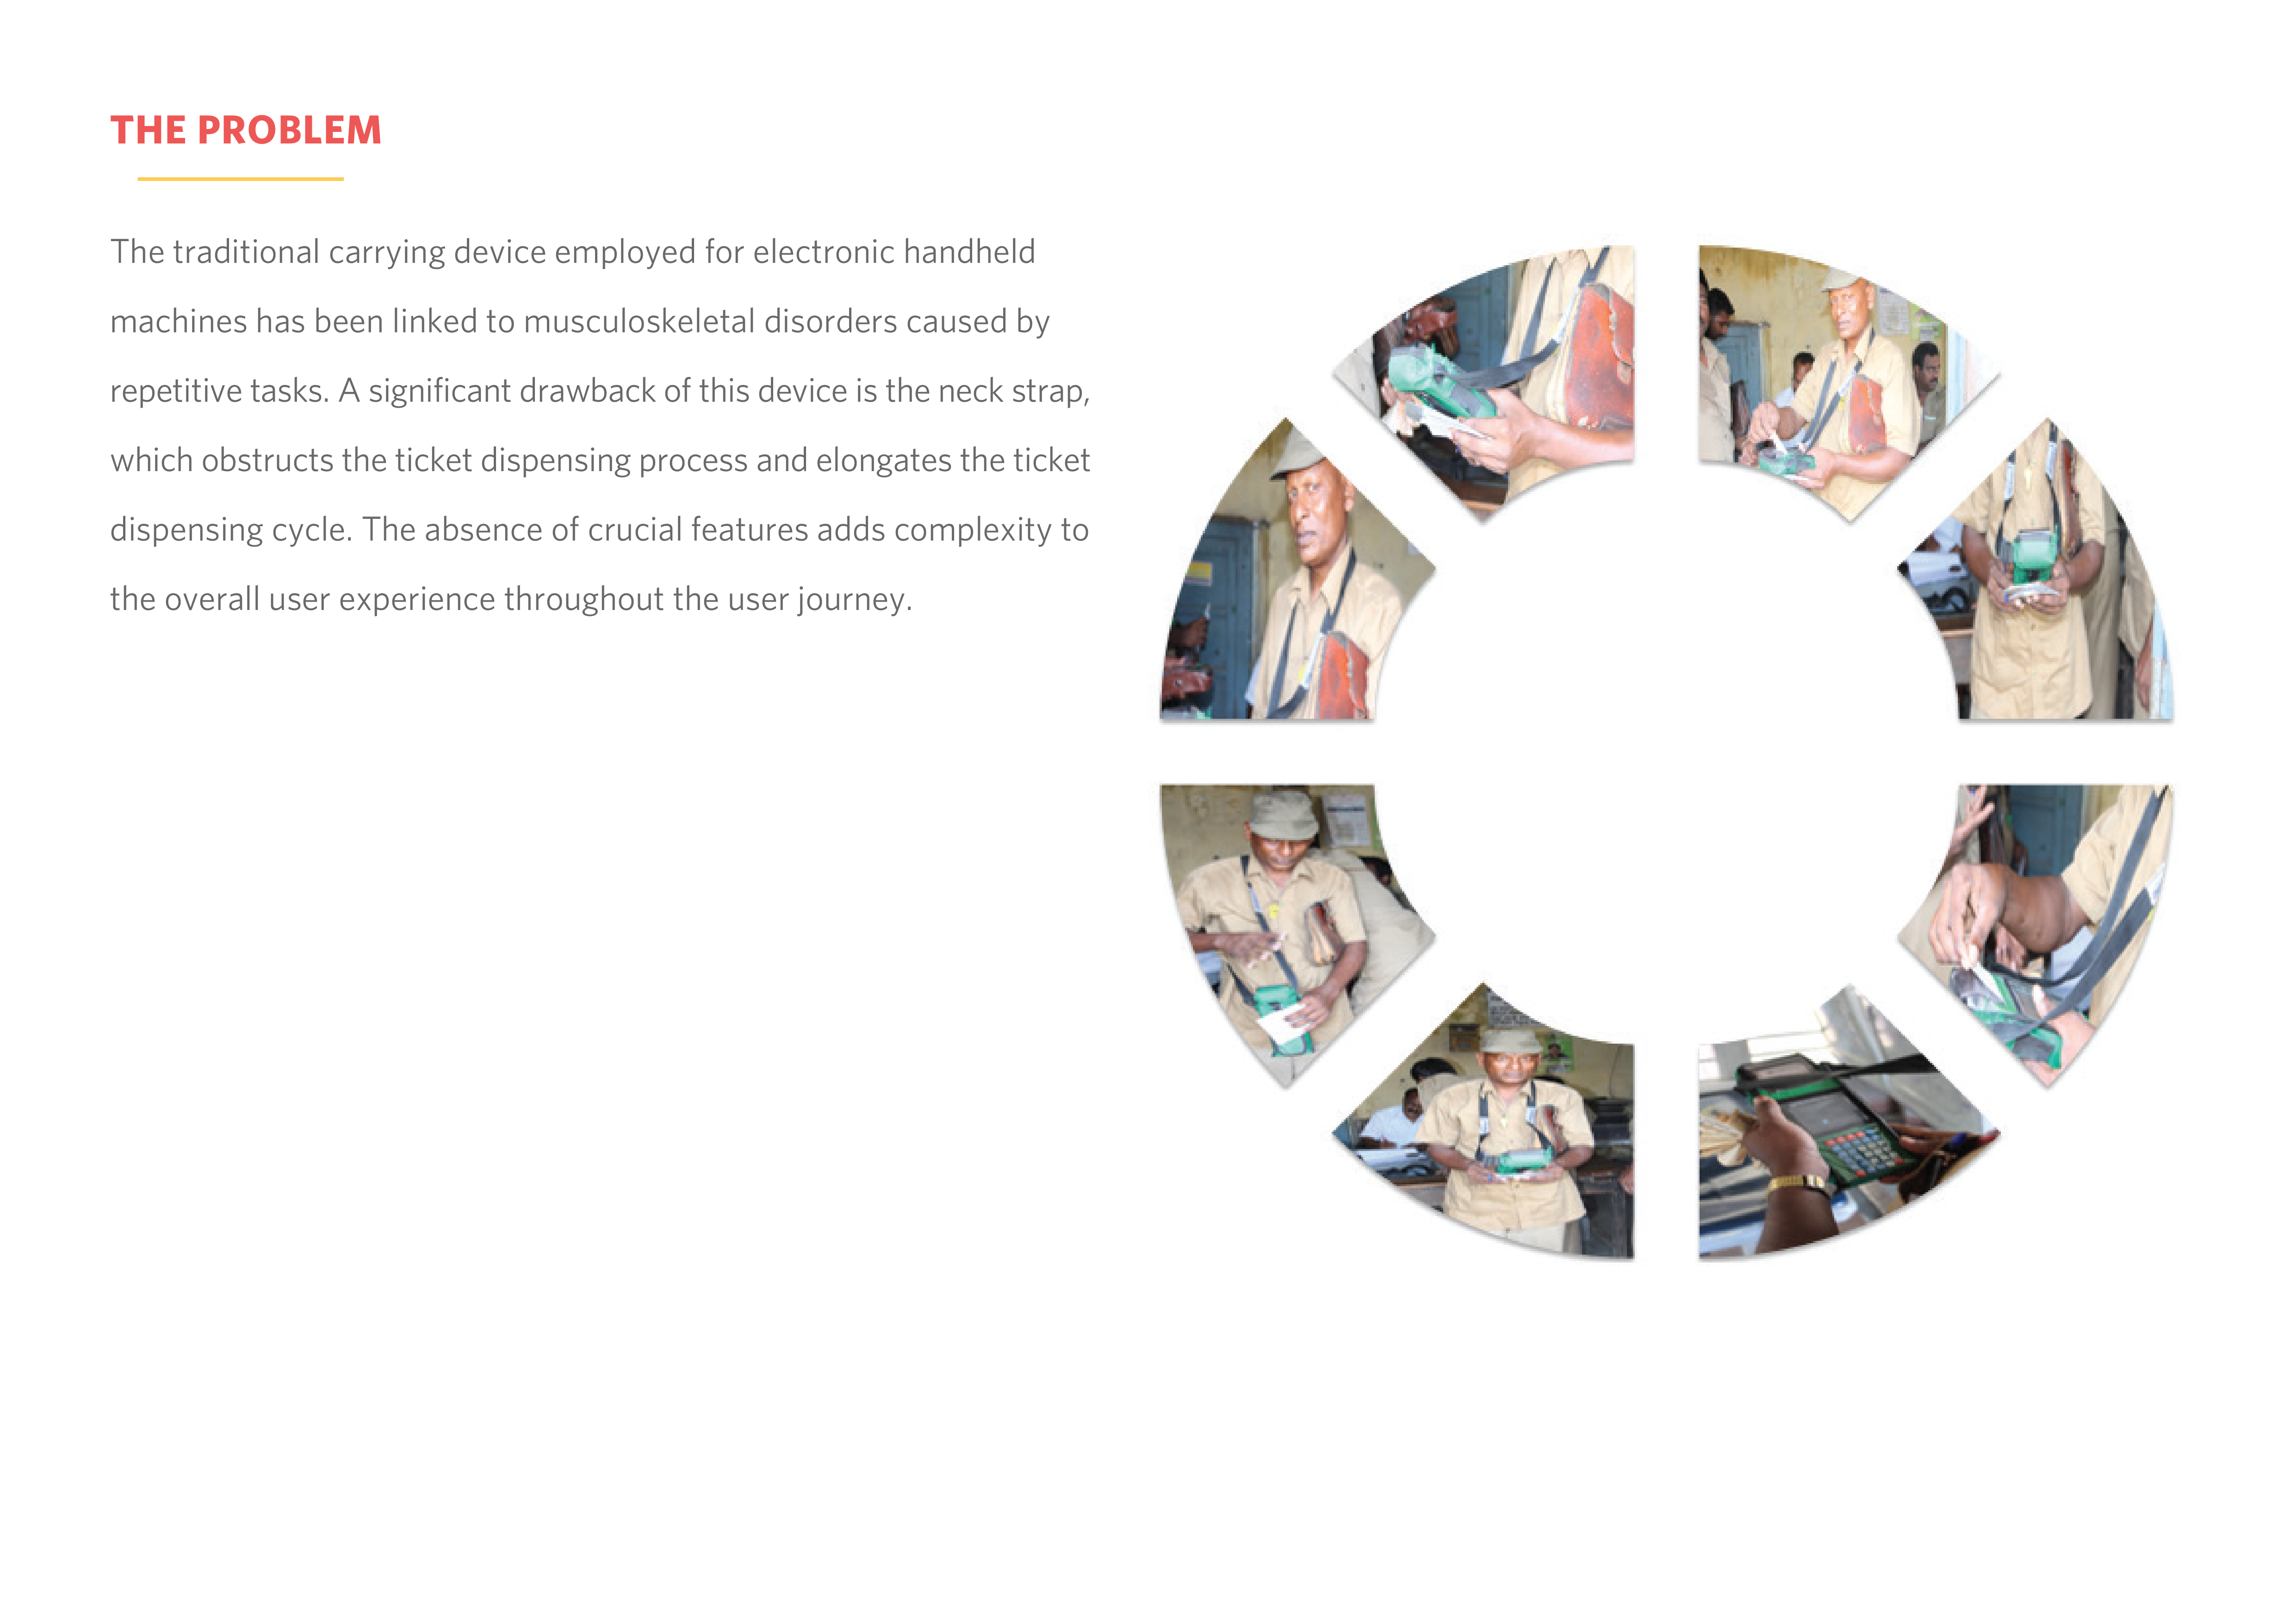 THE PROBLEM
The traditional carrying device employed for electronic handheld
machines has been linked to musculoskeletal disorders caused by
repetitive tasks. A significant drawback of this device is the neck strap,
which obstructs the ticket dispensing process and elongates the ticket
dispensing cycle. The absence of crucial features adds complexity to
the overall user experience throughout the user journey.